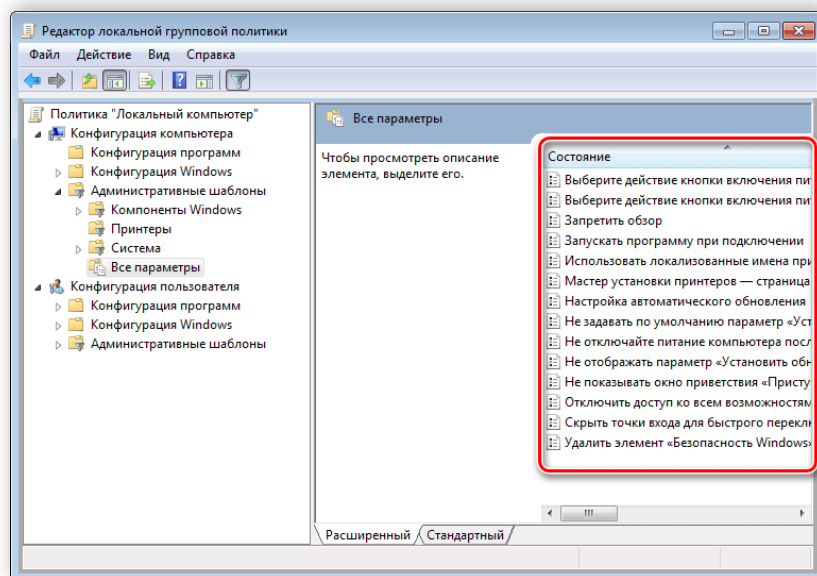 Редактор локальной групповой политики
Файл Действие Вид Справка
Политика "Локальный компьютер"
Конфигурация компьютера
Конфигурация программ
Конфигурация Windows
Административные шаблоны
Компоненты Windows
Принтеры
Система
Все параметры
Конфигурация пользователя
Конфигурация программ
Конфигурация Windows
Административные шаблоны
Все параметры
Чтобы просмотреть описание
элемента, выделите его.
Состояние
Выберите действие кнопки включения пи
Выберите действие кнопки включения пи
Запретить обзор
Запускать программу при подключении
Использовать локализованные имена при
Мастер установки принтеров — страница
Настройка автоматического обновления
Не задавать по умолчанию параметр «Уст
Не отключайте питание компьютера посл
Не отображать параметр «Установить обн
Не показывать окно приветствия «Присту
Отключить доступ ко всем возможностям
Скрыть точки входа для быстрого переклю
Удалить элемент «Безопасность Windows»
Расширенный Стандартный